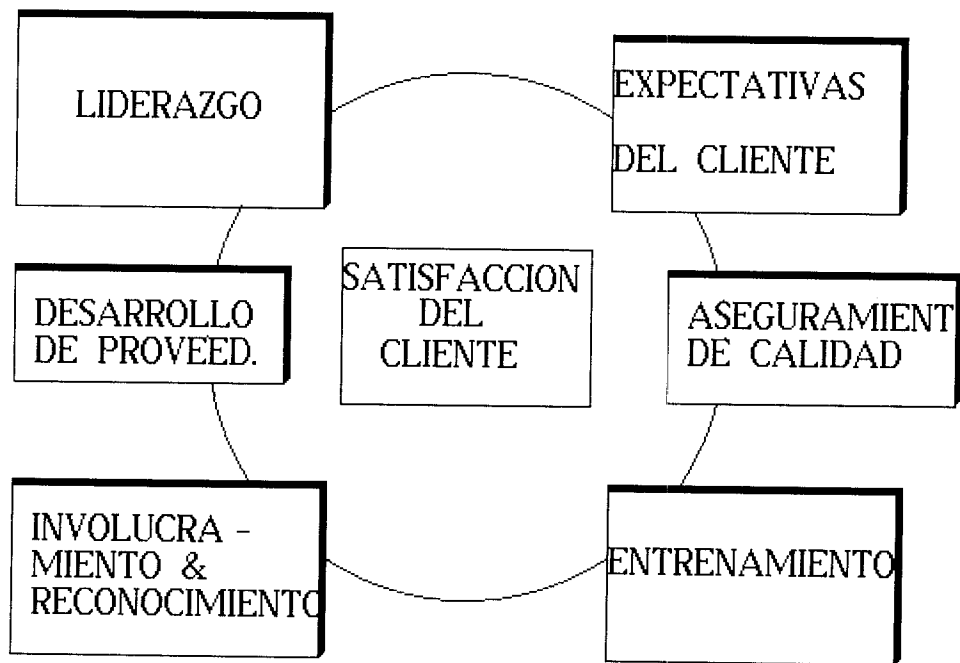 LIDERAZGO
EXPECTATIVAS
DEL CLIENTE
SATISFACCION
DEL
CLIENTE
DESARROLLO
DE PROVEED.
ASEGURAMIENT
DE CALIDAD
INVOLUCRA -
MIENTO &
RECONOCIMIENTO
ENTRENAMIENTO